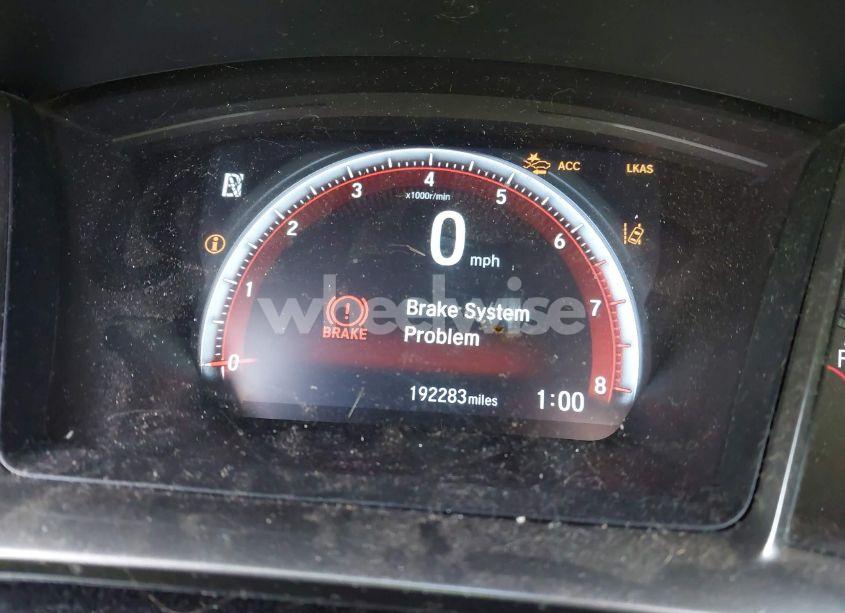 ACC
LKAS
4
3
5
x1000r/min
2
6
0
mph
1
7
wheelwise
Brake System
BRAKE
Problem
0
8
192283miles
1:00